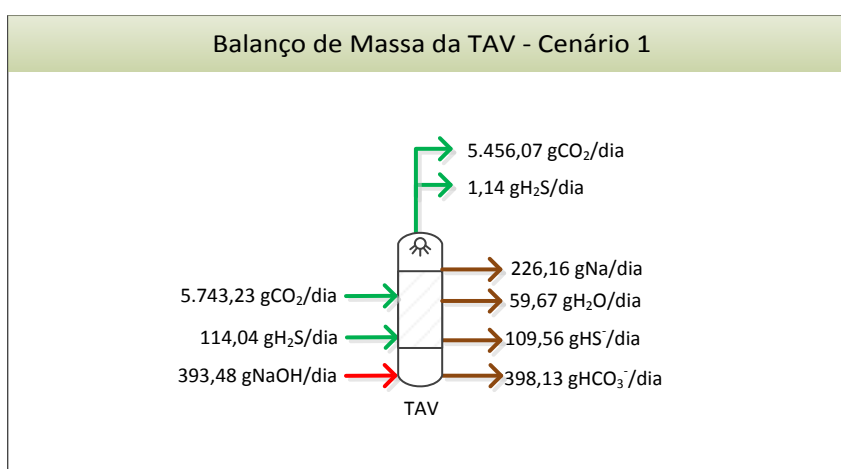 Balanço de Massa da TAV - Cenário 1
5.456,07 gCO₂/dia
1,14 gH₂S/dia
226,16 gNa/dia
5.743,23 gCO₂/dia
59,67 gH₂O/dia
114,04 gH₂S/dia
109,56 gHS⁻/dia
393,48 gNaOH/dia
398,13 gHCO₃⁻/dia
TAV